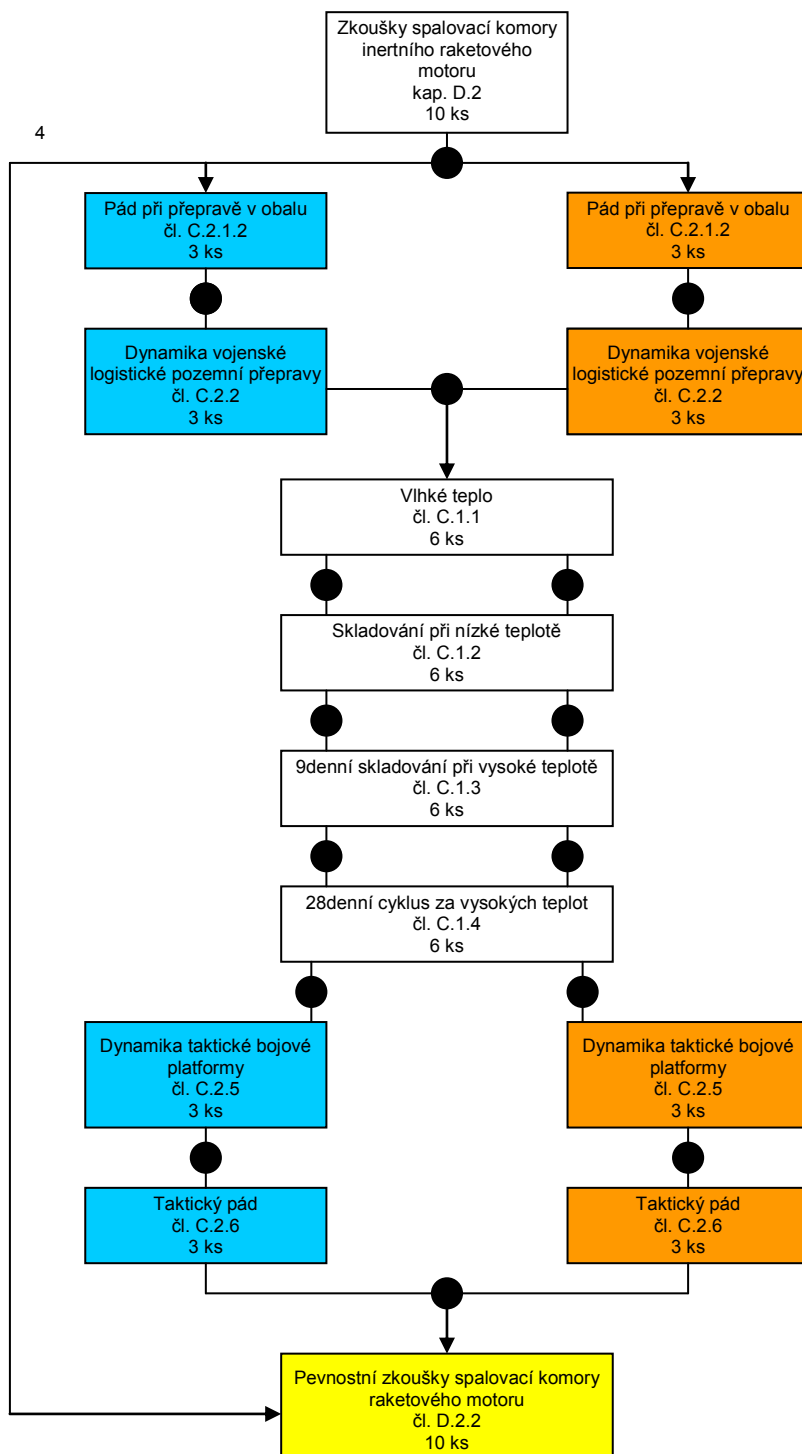 Zkoušky spalovací komory
inertního raketového
motoru
kap. D.2
10 ks
4
Pád při přepravě v obalu
čl. C.2.1.2
3 ks
Pád při přepravě v obalu
čl. C.2.1.2
3 ks
Dynamika vojenské
logistické pozemní přepravy
čl. C.2.2
3 ks
Dynamika vojenské
logistické pozemní přepravy
čl. C.2.2
3 ks
Vlhké teplo
čl. C.1.1
6 ks
Skladování při nízké teplotě
čl. C.1.2
6 ks
9denní skladování při vysoké teplotě
čl. C.1.3
6 ks
28denní cyklus za vysokých teplot
čl. C.1.4
6 ks
Dynamika taktické bojové
platformy
čl. C.2.5
3 ks
Dynamika taktické bojové
platformy
čl. C.2.5
3 ks
Taktický pád
čl. C.2.6
3 ks
Taktický pád
čl. C.2.6
3 ks
Pevnostní zkoušky spalovací komory
raketového motoru
čl. D.2.2
10 ks